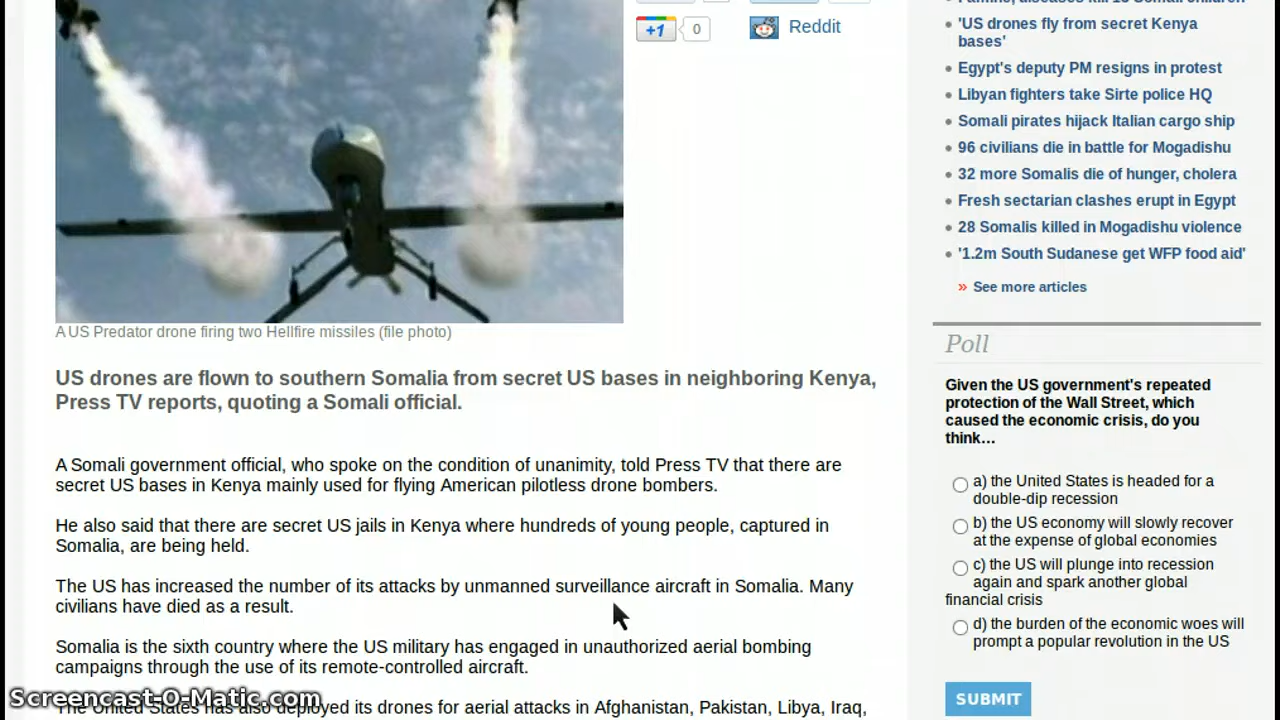 +1
0
Reddit
A US Predator drone firing two Hellfire missiles (file photo)
US drones are flown to southern Somalia from secret US bases in neighboring Kenya,
Press TV reports, quoting a Somali official.
A Somali government official, who spoke on the condition of unanimity, told Press TV that there are
secret US bases in Kenya mainly used for flying American pilotless drone bombers.
He also said that there are secret US jails in Kenya where hundreds of young people, captured in
Somalia, are being held.
The US has increased the number of its attacks by unmanned surveillance aircraft in Somalia. Many
civilians have died as a result.
Somalia is the sixth country where the US military has engaged in unauthorized aerial bombing
campaigns through the use of its remote-controlled aircraft.
The United States has also deployed its drones for aerial attacks in Afghanistan, Pakistan, Libya, Iraq,
Screencast-O-Matic.com
'US drones fly from secret Kenya
bases'
Egypt's deputy PM resigns in protest
Libyan fighters take Sirte police HQ
Somali pirates hijack Italian cargo ship
96 civilians die in battle for Mogadishu
32 more Somalis die of hunger, cholera
Fresh sectarian clashes erupt in Egypt
28 Somalis killed in Mogadishu violence
'1.2m South Sudanese get WFP food aid'
» See more articles
Poll
Given the US government's repeated
protection of the Wall Street, which
caused the economic crisis, do you
think...
a) the United States is headed for a
double-dip recession
b) the US economy will slowly recover
at the expense of global economies
c) the US will plunge into recession
again and spark another global
financial crisis
d) the burden of the economic woes will
prompt a popular revolution in the US
SUBMIT